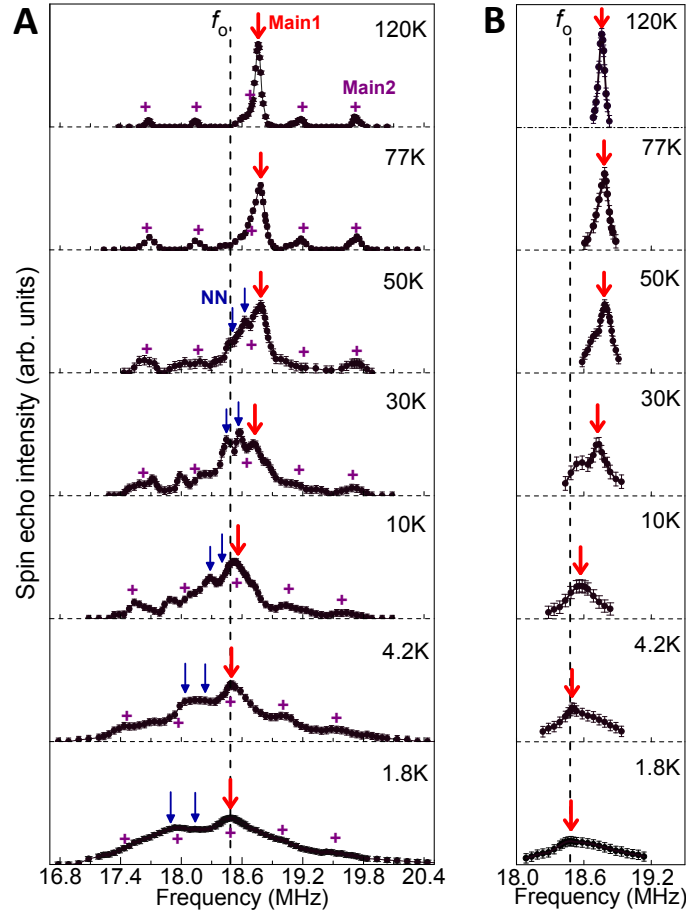 A
f₀
Main1
120K
Main2
77K
50K
NN
30K
10K
4.2K
1.8K
Spin echo intensity (arb. units)
16.8 17.4 18.0 18.6 19.2 19.8 20.4
Frequency (MHz)
B
f₀
120K
77K
50K
30K
10K
4.2K
1.8K
18.0 18.6 19.2
Frequency (MHz)